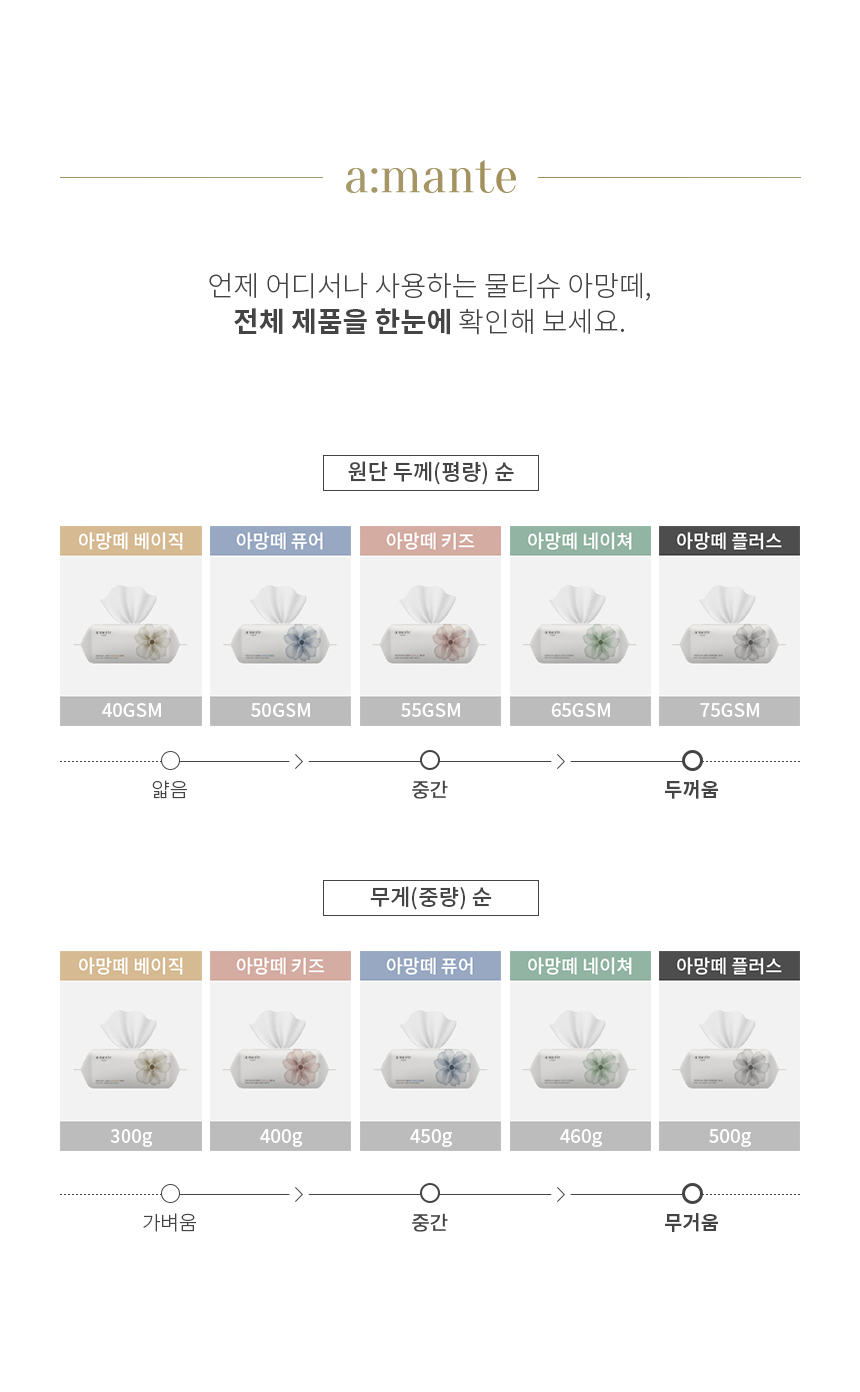 a:mante
언제 어디서나 사용하는 물티슈 아망떼,
전체 제품을 한눈에 확인해 보세요.
원단 두께(평량) 순
아망떼 베이직 아망떼 퓨어 아망떼 키즈 아망떼 네이쳐 아망떼 플러스
40GSM 50GSM 55GSM 65GSM 75GSM
얇음 중간 두꺼움
무게(중량) 순
아망떼 베이직 아망떼 키즈 아망떼 퓨어 아망떼 네이쳐 아망떼 플러스
300g 400g 450g 460g 500g
가벼움 중간 무거움